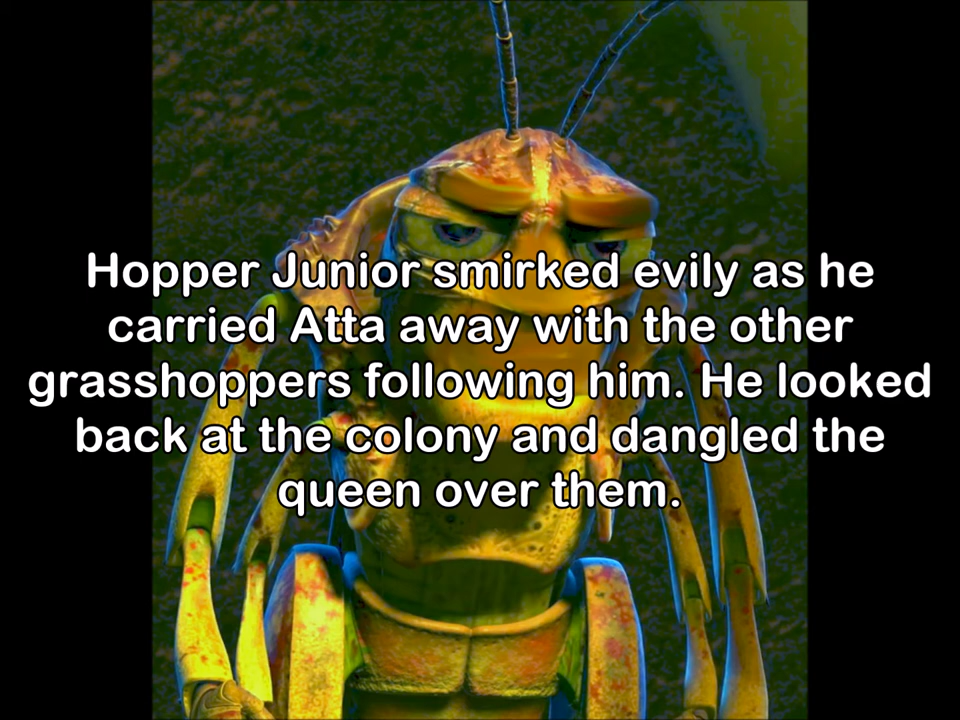 Hopper Junior smirked evily as he
carried Atta away with the other
grasshoppers following him. He looked
back at the colony and dangled the
queen over them.